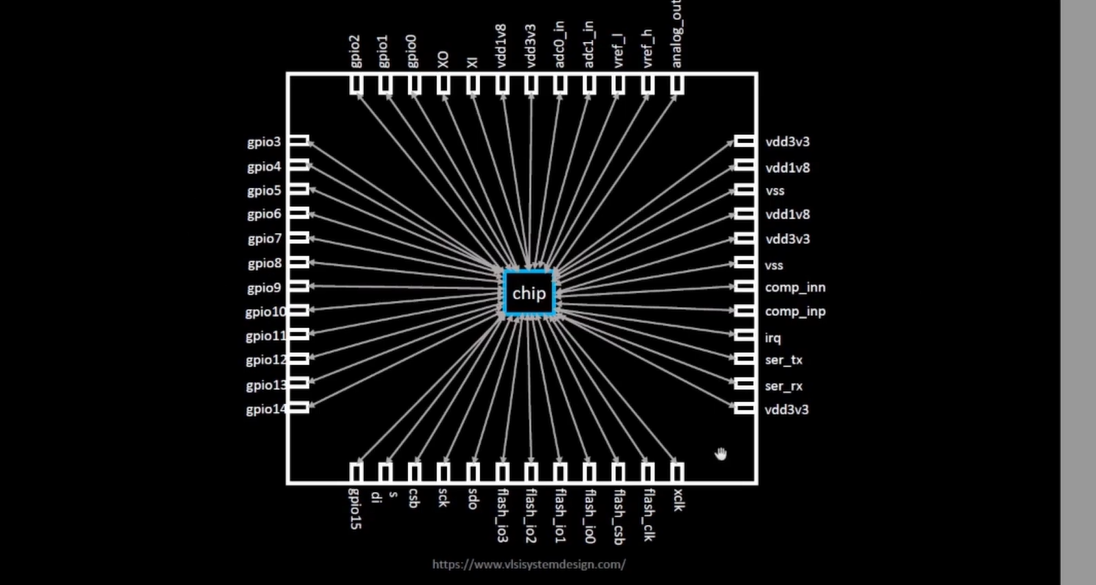 gpio2
gpio1
gpio0
XO
XI
vdd1v8
vdd3v3
adc0_in
adc1_in
vref_l
vref_h
analog_out
gpio3
gpio4
gpio5
gpio6
gpio7
gpio8
gpio9
gpio10
gpio11
gpio12
gpio13
gpio14
chip
vdd3v3
vdd1v8
vss
vdd1v8
vdd3v3
vss
comp_inn
comp_inp
irq
ser_tx
ser_rx
vdd3v3
gpio15
s
di
csb
sck
sdo
flash_io3
flash_io2
flash_io1
flash_io0
flash_csb
flash_clk
xclk
https://www.vlsisystemdesign.com/